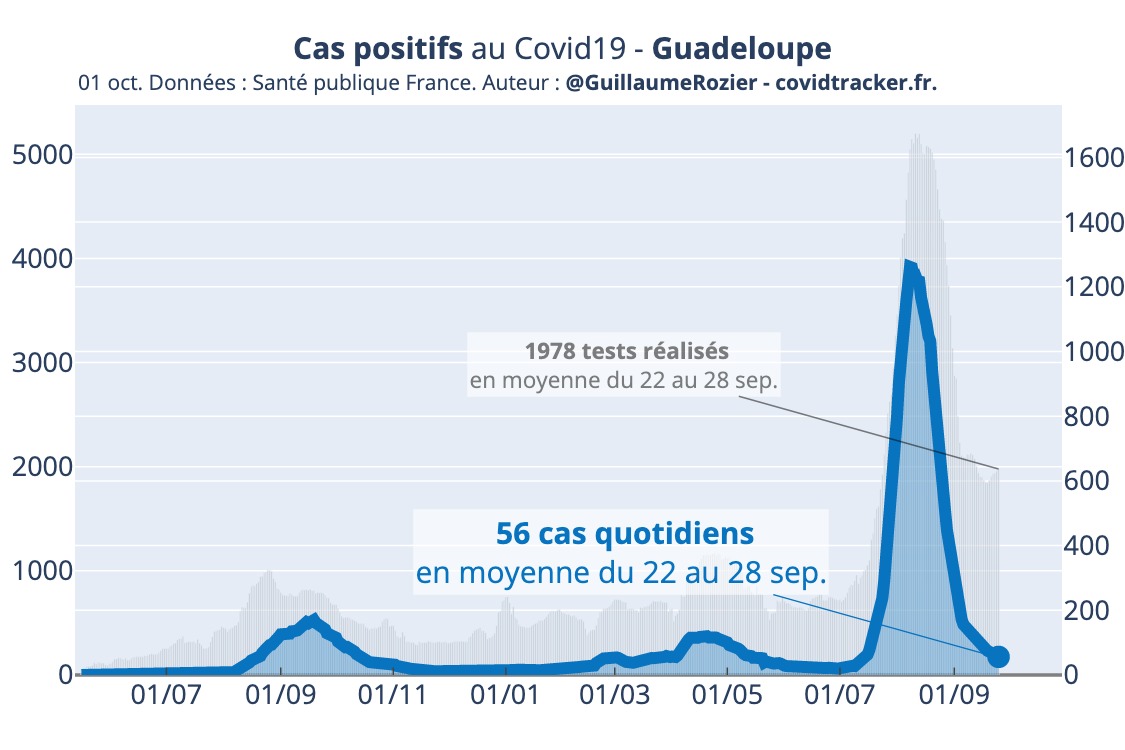 Cas positifs au Covid19 - Guadeloupe
01 oct. Données : Santé publique France. Auteur : @GuillaumeRozier - covidtracker.fr.
5000
1600
1400
4000
1200
3000
1000
1978 tests réalisés
en moyenne du 22 au 28 sep.
800
2000
600
56 cas quotidiens
en moyenne du 22 au 28 sep.
400
1000
200
0
0
01/07 01/09 01/11 01/01 01/03 01/05 01/07 01/09